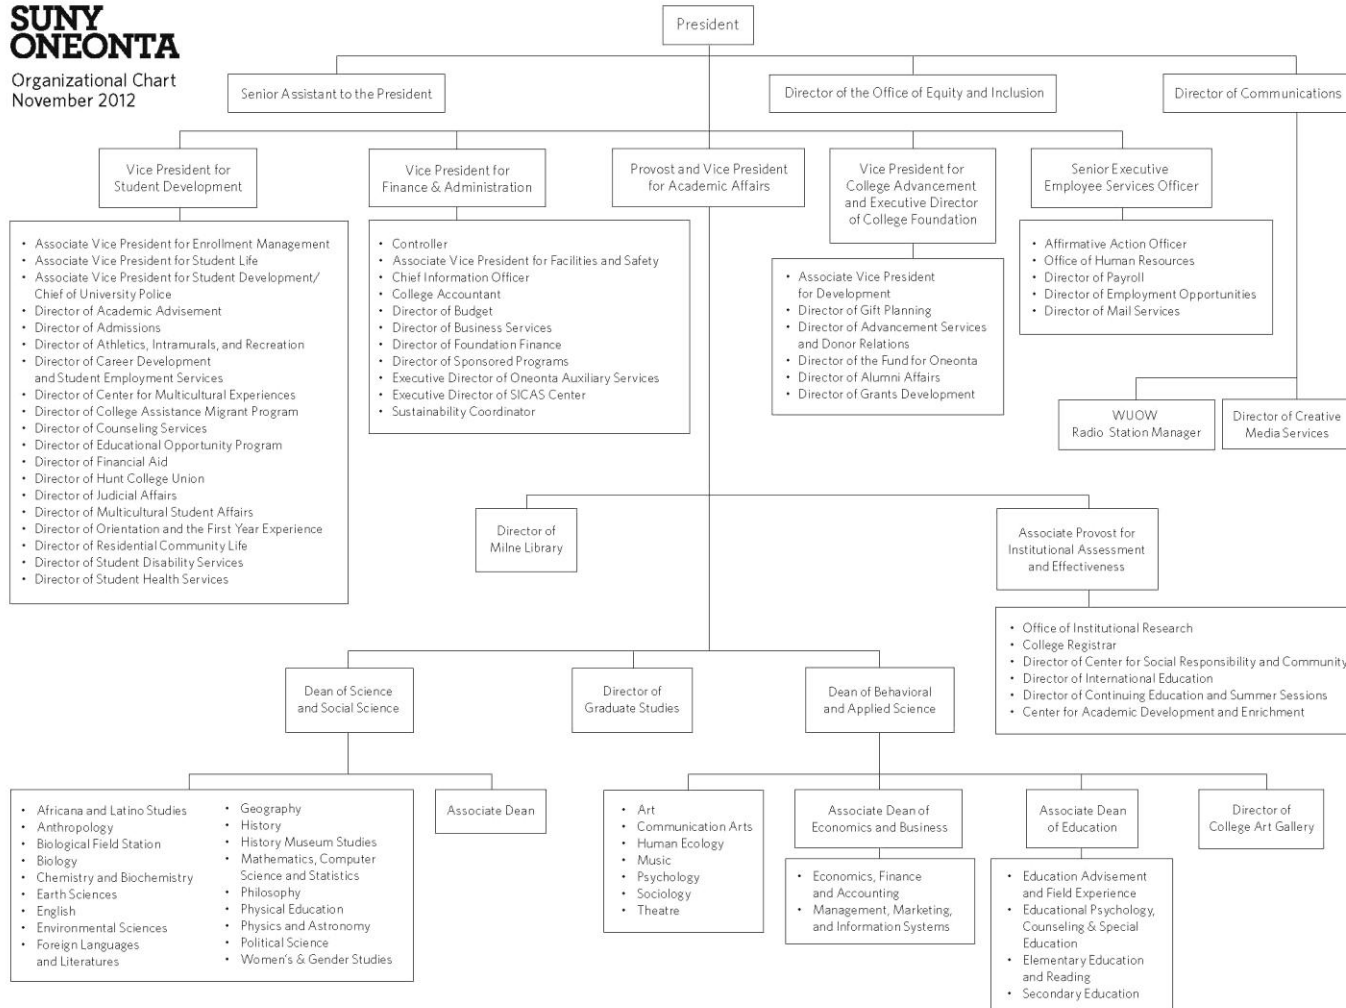 SUNY
ONEONTA
Organizational Chart
November 2012
President
Senior Assistant to the President
Director of the Office of Equity and Inclusion
Director of Communications
Vice President for
Student Development
Vice President for
Finance & Administration
Provost and Vice President
for Academic Affairs
Vice President for
College Advancement
and Executive Director
of College Foundation
Senior Executive
Employee Services Officer
• Associate Vice President for Enrollment Management
• Associate Vice President for Student Life
• Associate Vice President for Student Development/
Chief of University Police
• Director of Academic Advisement
• Director of Admissions
• Director of Athletics, Intramurals, and Recreation
• Director of Career Development
and Student Employment Services
• Director of Center for Multicultural Experiences
• Director of College Assistance Migrant Program
• Director of Counseling Services
• Director of Educational Opportunity Program
• Director of Financial Aid
• Director of Hunt College Union
• Director of Judicial Affairs
• Director of Multicultural Student Affairs
• Director of Orientation and the First Year Experience
• Director of Residential Community Life
• Director of Student Disability Services
• Director of Student Health Services
• Controller
• Associate Vice President for Facilities and Safety
• Chief Information Officer
• College Accountant
• Director of Budget
• Director of Business Services
• Director of Foundation Finance
• Director of Sponsored Programs
• Executive Director of Oneonta Auxiliary Services
• Executive Director of SICAS Center
• Sustainability Coordinator
• Associate Vice President
for Development
• Director of Gift Planning
• Director of Advancement Services
and Donor Relations
• Director of the Fund for Oneonta
• Director of Alumni Affairs
• Director of Grants Development
• Affirmative Action Officer
• Office of Human Resources
• Director of Payroll
• Director of Employment Opportunities
• Director of Mail Services
WUOW
Radio Station Manager
Director of Creative
Media Services
Director of
Milne Library
Associate Provost for
Institutional Assessment
and Effectiveness
• Office of Institutional Research
• College Registrar
• Director of Center for Social Responsibility and Community
• Director of International Education
• Director of Continuing Education and Summer Sessions
• Center for Academic Development and Enrichment
Dean of Science
and Social Science
Director of
Graduate Studies
Dean of Behavioral
and Applied Science
• Africana and Latino Studies
• Anthropology
• Biological Field Station
• Biology
• Chemistry and Biochemistry
• Earth Sciences
• English
• Environmental Sciences
• Foreign Languages
and Literatures
• Geography
• History
• History Museum Studies
• Mathematics, Computer
Science and Statistics
• Philosophy
• Physical Education
• Physics and Astronomy
• Political Science
• Women's & Gender Studies
Associate Dean
• Art
• Communication Arts
• Human Ecology
• Music
• Psychology
• Sociology
• Theatre
Associate Dean of
Economics and Business
• Economics, Finance
and Accounting
• Management, Marketing,
and Information Systems
Associate Dean
of Education
• Education Advisement
and Field Experience
• Educational Psychology,
Counseling & Special
Education
• Elementary Education
and Reading
• Secondary Education
Director of
College Art Gallery